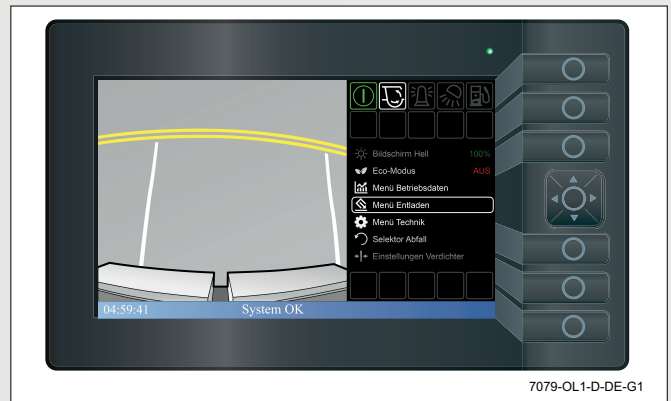 Bildschirm Hell 100%
Eco-Modus AUS
Menü Betriebsdaten
Menü Entladen
Menü Technik
Selektor Abfall
Einstellungen Verdichter
04:59:41 System OK
7079-OL1-D-DE-G1